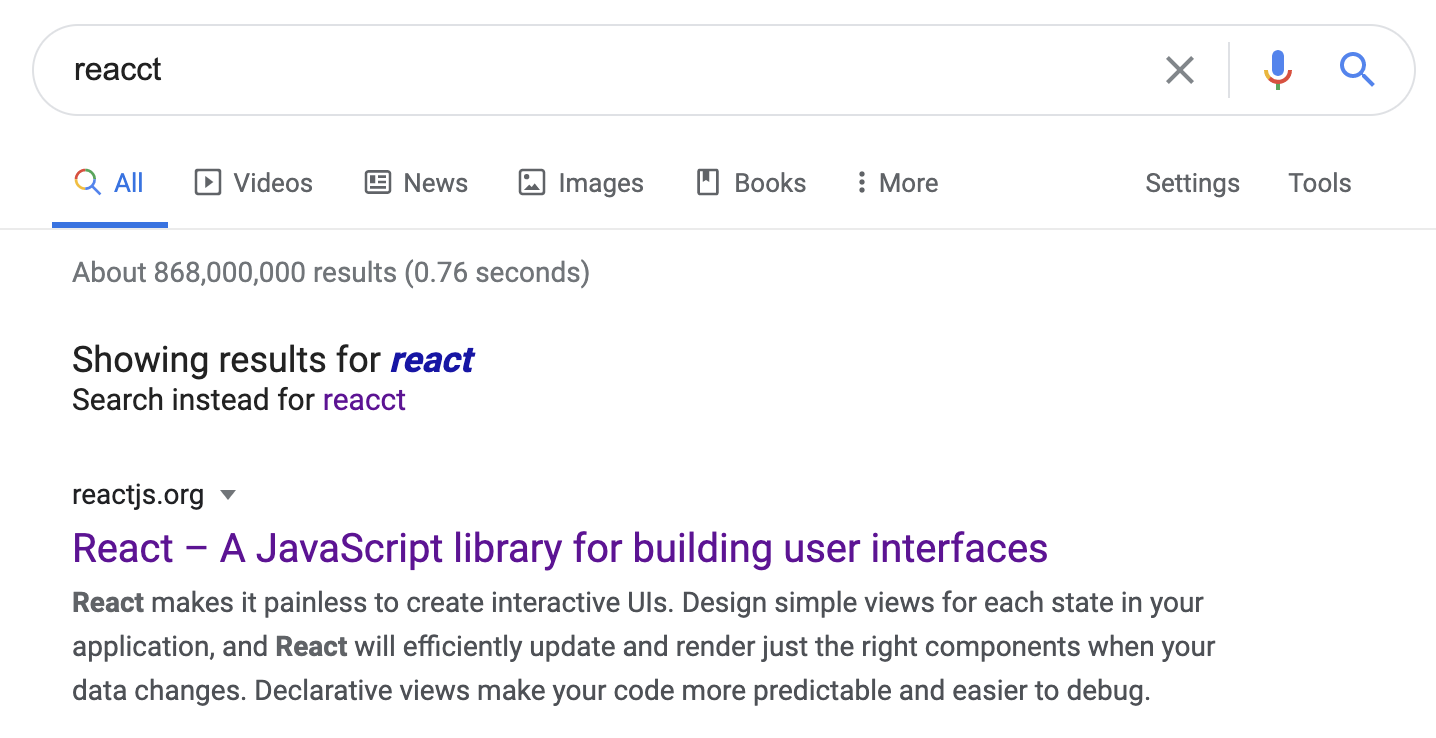 reacct
All Videos News Images Books More Settings Tools
About 868,000,000 results (0.76 seconds)
Showing results for react
Search instead for reacct
reactjs.org
React – A JavaScript library for building user interfaces
React makes it painless to create interactive UIs. Design simple views for each state in your
application, and React will efficiently update and render just the right components when your
data changes. Declarative views make your code more predictable and easier to debug.